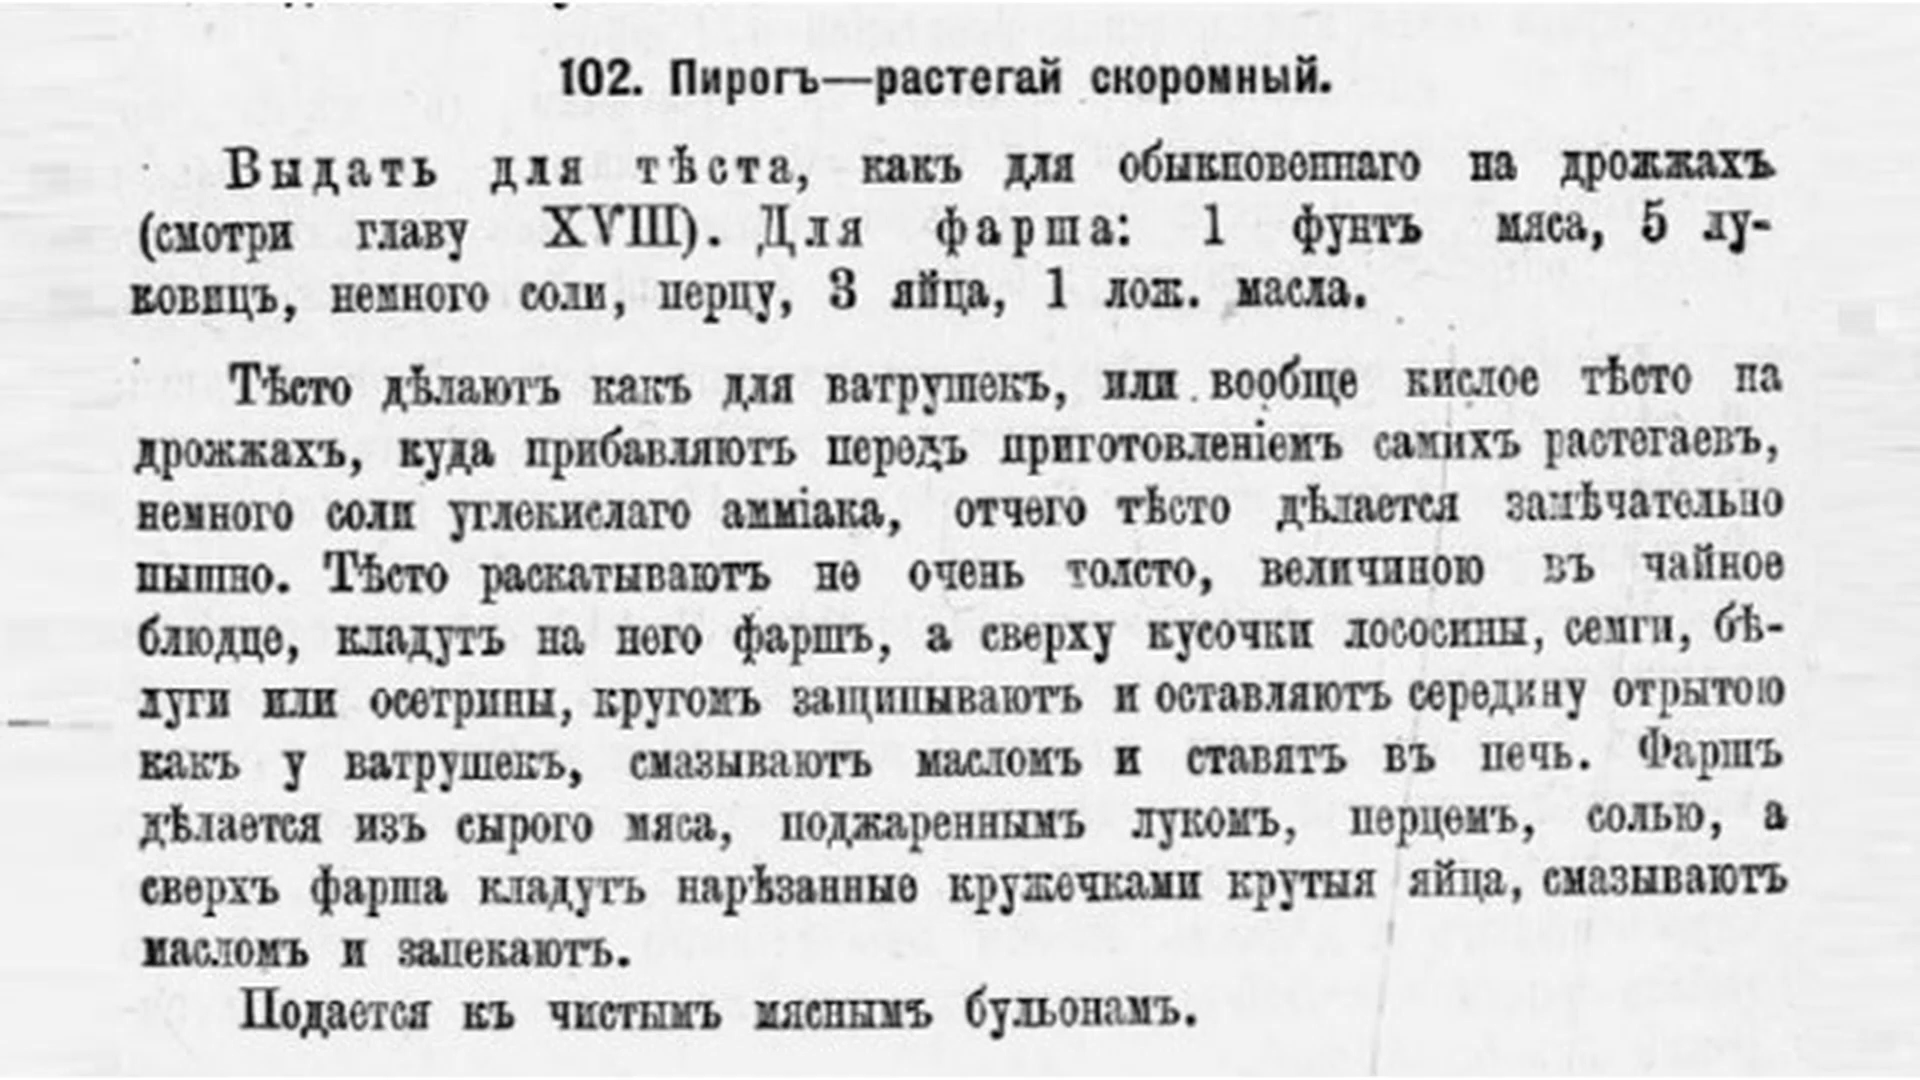 102. Пирогъ—растегай скоромный.
Выдать для тѣста, какъ для обыкновеннаго на дрожжахъ
(смотри главу XVIII). Для фарша: 1 фунтъ мяса, 5 лу-
ковицъ, немного соли, перцу, 3 яйца, 1 лож. масла.
Тѣсто дѣлаютъ какъ для ватрушекъ, или вообще кислое тѣсто на
дрожжахъ, куда прибавляютъ передъ приготовленіемъ самихъ растегаевъ,
немного соли углекислаго амміака, отчего тѣсто дѣлается замѣчательно
пышно. Тѣсто раскатываютъ не очень толсто, величиною въ чайное
блюдце, кладутъ на него фаршъ, а сверху кусочки лососины, семги, бѣ-
луги или осетрины, кругомъ защипываютъ и оставляютъ середину отрытою
какъ у ватрушекъ, смазываютъ масломъ и ставятъ въ печь. Фаршъ
дѣлается изъ сырого мяса, поджареннымъ лукомъ, перцемъ, солью, а
сверхъ фарша кладутъ нарѣзанные кружечками крутыя яйца, смазываютъ
масломъ и запекаютъ.
Подается къ чистымъ мяснымъ бульонамъ.